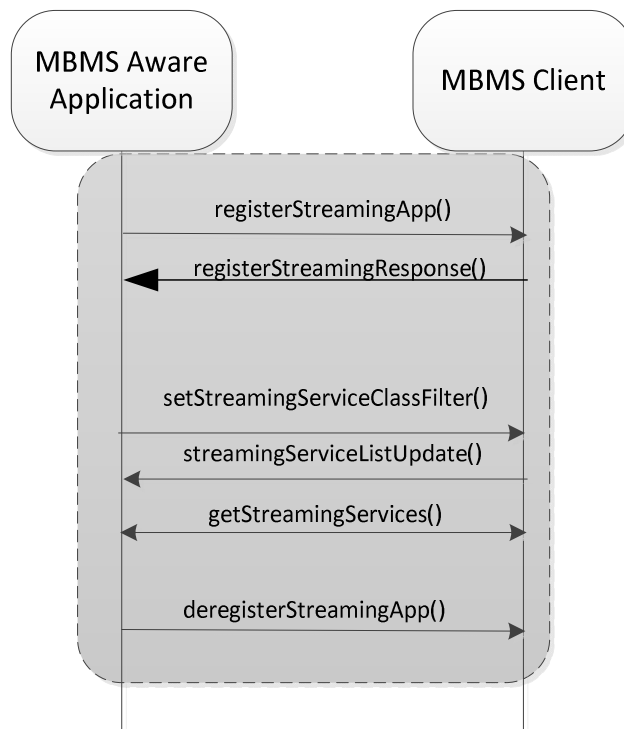 MBMS Aware
Application
MBMS Client
registerStreamingApp()
registerStreamingResponse()
setStreamingServiceClassFilter()
streamingServiceListUpdate()
getStreamingServices()
deregisterStreamingApp()